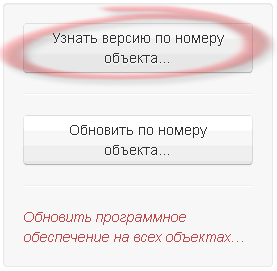 Узнать версию по номеру
объекта...
Обновить по номеру
объекта...
Обновить программное
обеспечение на всех объектах...